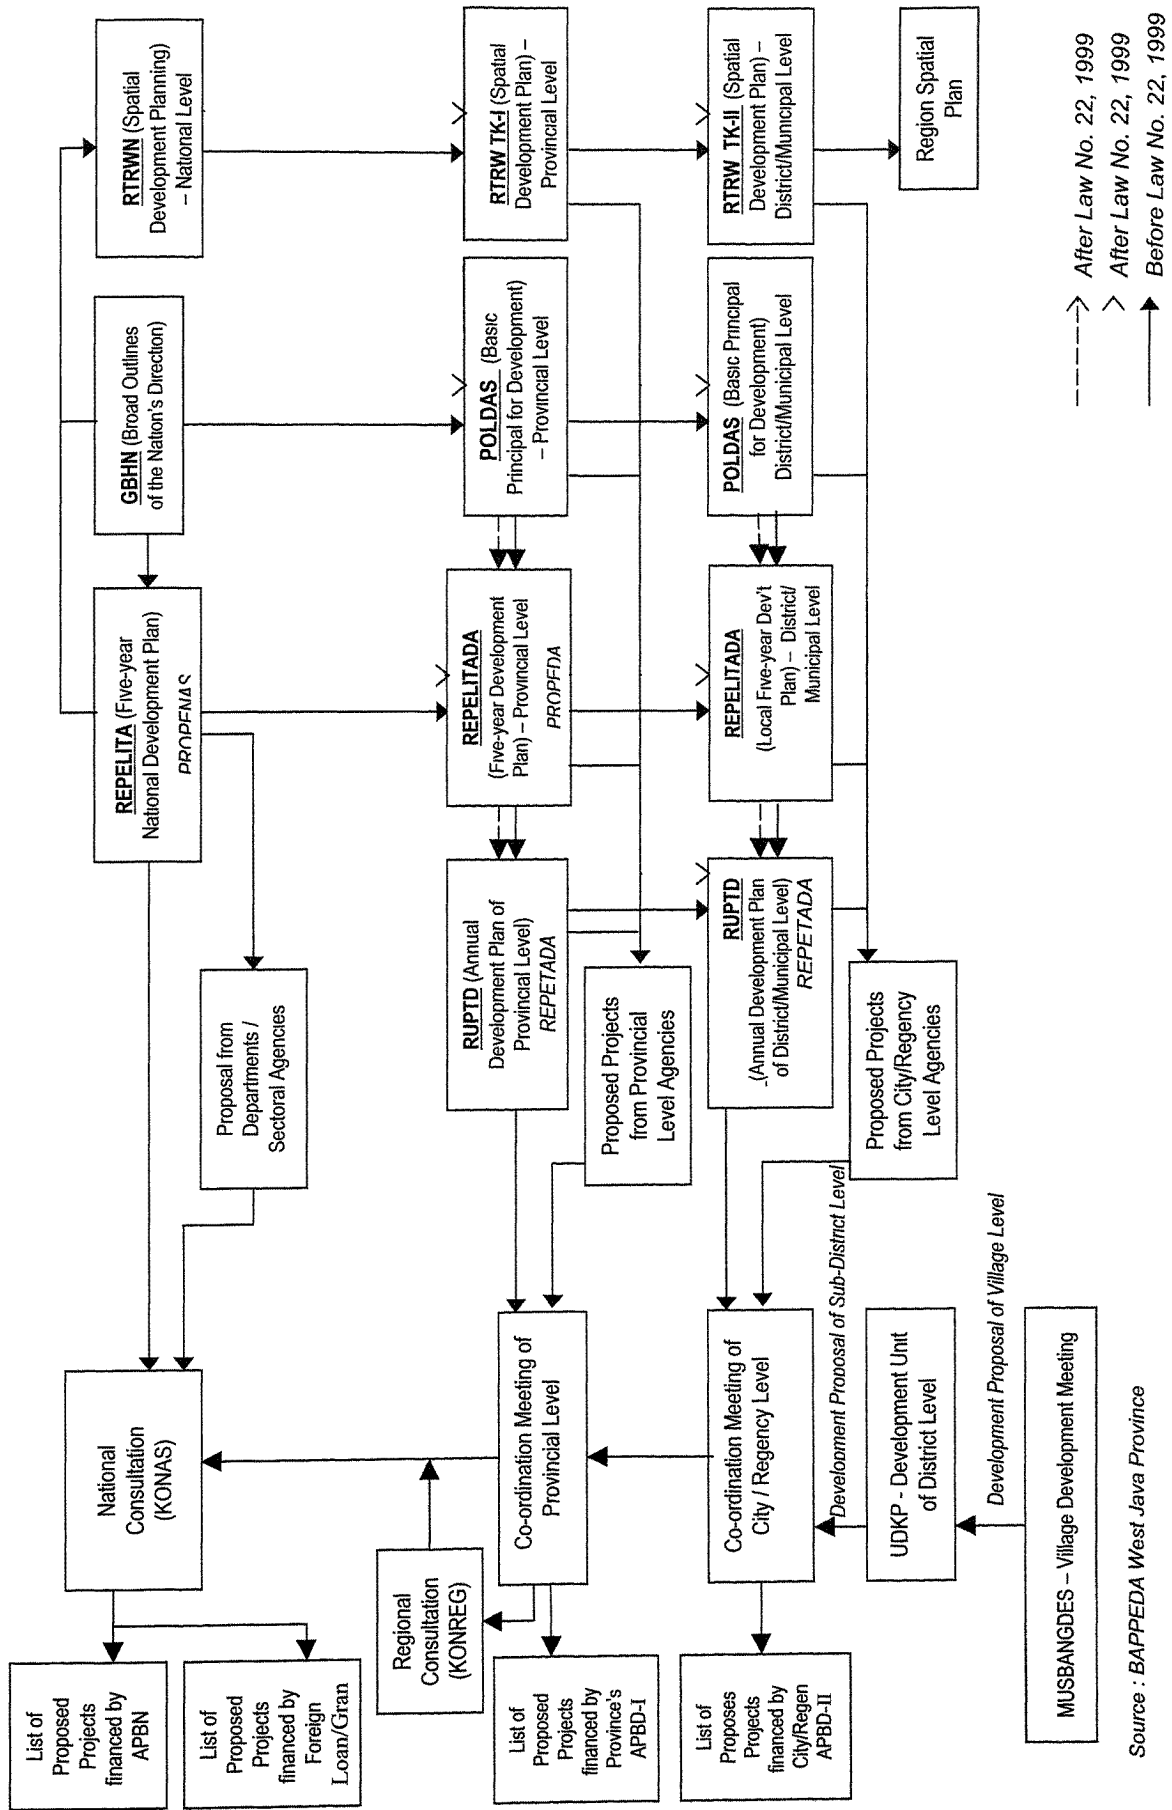 RTRWN (Spatial
Development Planning)
– National Level
GBHN (Broad Outlines
of the Nation's Direction)
REPELITA (Five-year
National Development Plan)
PROPENAS
Proposal from
Departments /
Sectoral Agencies
National
Consultation
(KONAS)
List of
Proposed
Projects
financed by
APBN
List of
Proposed
Projects
financed by
Foreign
Loan/Gran
RTRW TK-I (Spatial
Development Plan) –
Provincial Level
POLDAS (Basic
Principal for Development)
– Provincial Level
REPELITADA
(Five-year Development
Plan) – Provincial Level
PROPEDA
RUPTD (Annual
Development Plan of
Provincial Level)
REPETADA
Proposed Projects
from Provincial
Level Agencies
Co-ordination Meeting of
Provincial Level
Regional
Consultation
(KONREG)
List of
Proposed
Projects
financed by
Province's
APBD-I
RTRW TK-II (Spatial
Development Plan) –
District/Municipal Level
POLDAS (Basic Principal
for Development)
District/Municipal Level
REPELITADA
(Local Five-year Dev't
Plan) – District/
Municipal Level
RUPTD
-(Annual Development Plan
of District/Municipal Level)
REPETADA
Proposed Projects
from City/Regency
Level Agencies
Co-ordination Meeting of
City / Regency Level
List of
Proposes
Projects
financed by
City/Regen
APBD-II
Region Spatial
Plan
Development Proposal of Sub-District Level
UDKP - Development Unit
of District Level
Development Proposal of Village Level
MUSBANGDES – Village Development Meeting
After Law No. 22, 1999
After Law No. 22, 1999
Before Law No. 22, 1999
Source : BAPPEDA West Java Province